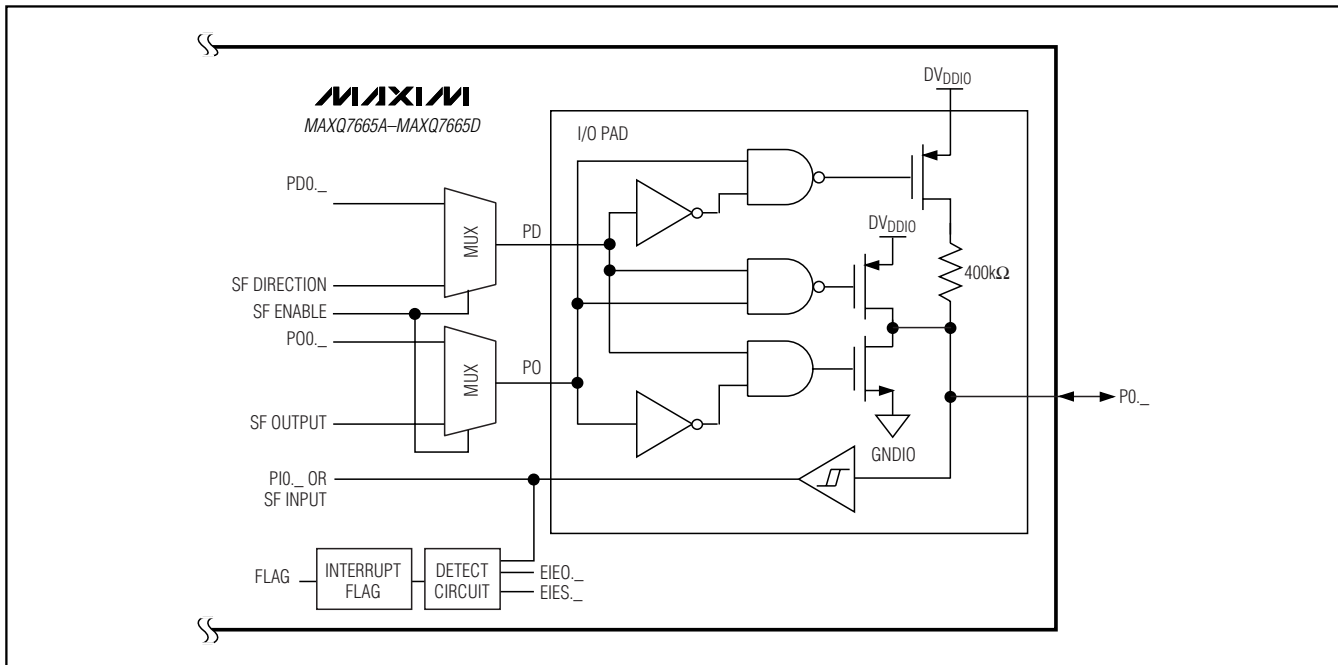 MAXIM
MAXQ7665A–MAXQ7665D
I/O PAD
DVDDIO
PD0._
MUX
PD
SF DIRECTION
SF ENABLE
DVDDIO
400kΩ
PO0._
MUX
PO
SF OUTPUT
P0._
GNDIO
PI0._ OR
SF INPUT
FLAG
INTERRUPT
FLAG
DETECT
CIRCUIT
EIEO._
EIES._